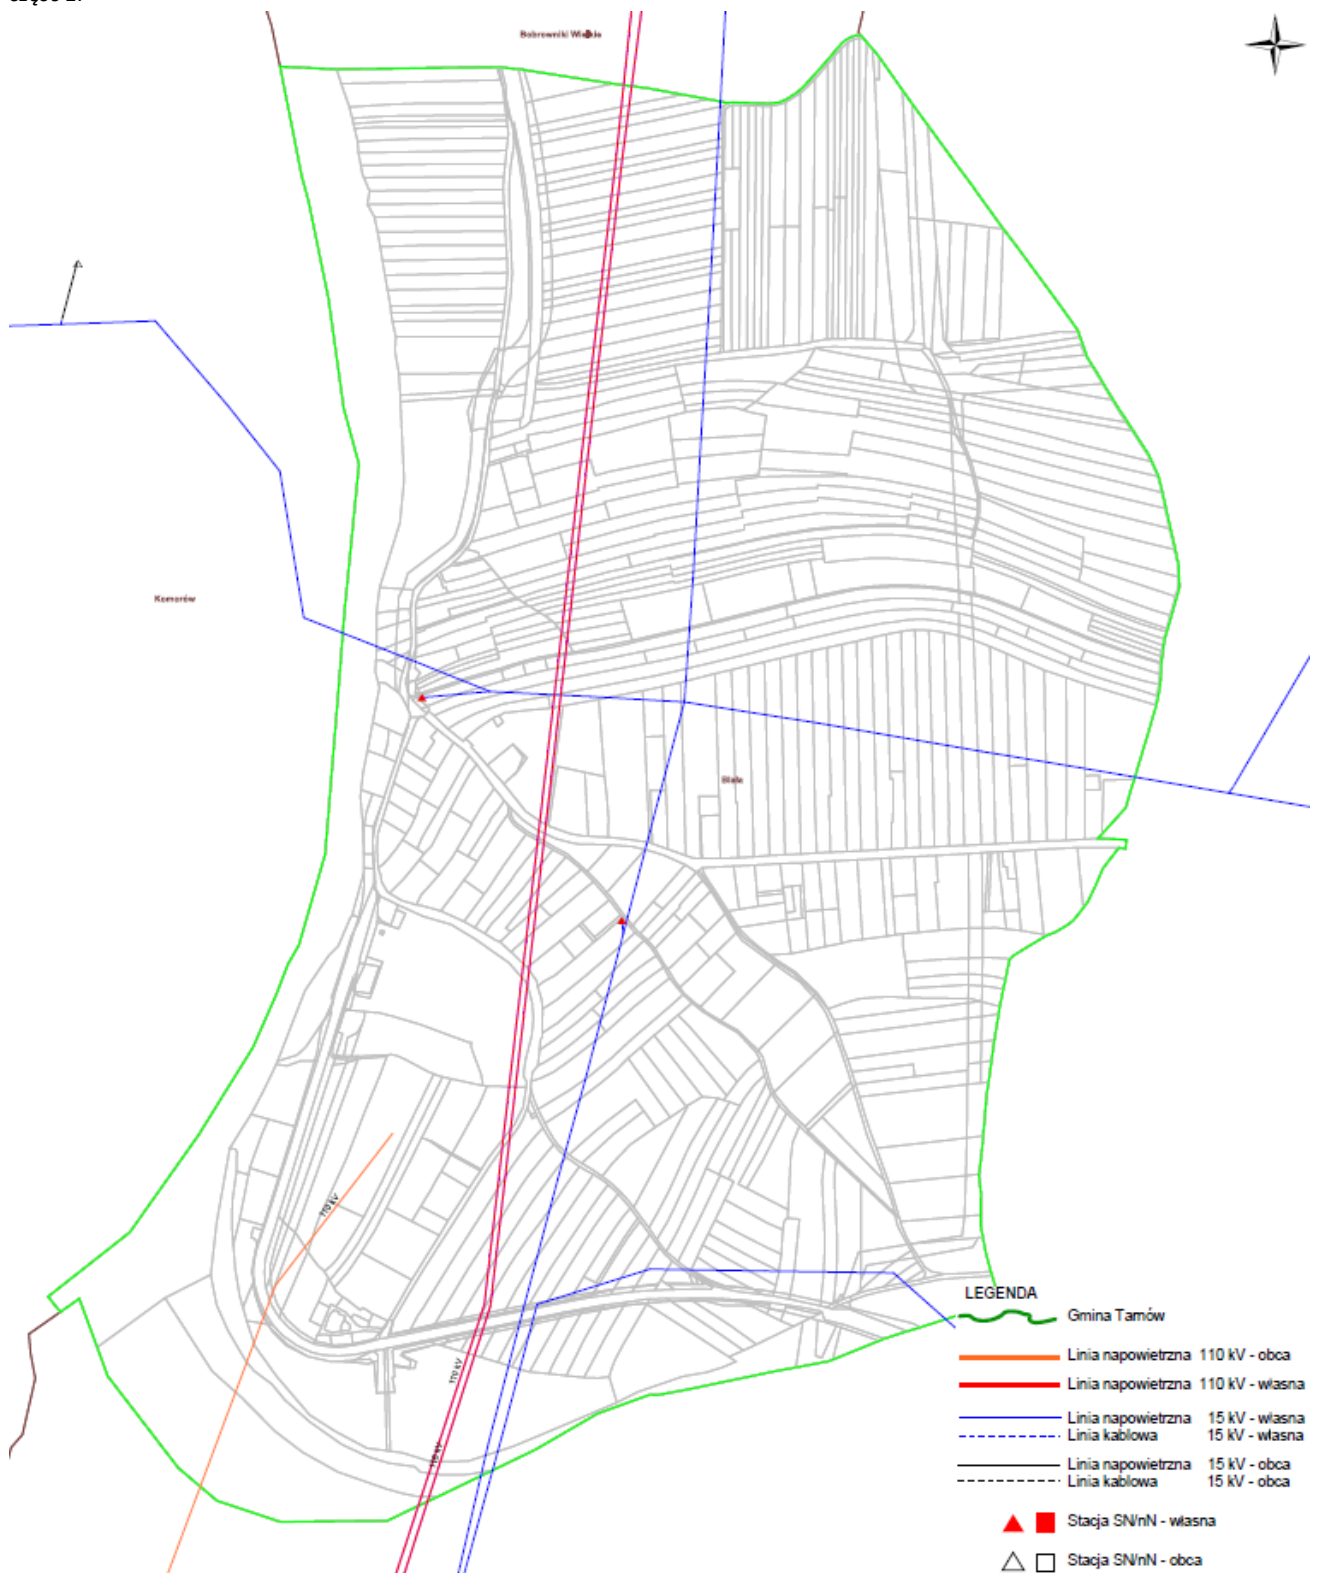 Bobrowniki Wielkie
Komorów
Biała
110 kV
110 kV
110 kV
LEGENDA
Gmina Tarnów
Linia napowietrzna 110 kV - obca
Linia napowietrzna 110 kV - własna
Linia napowietrzna 15 kV - własna
Linia kablowa 15 kV - własna
Linia napowietrzna 15 kV - obca
Linia kablowa 15 kV - obca
Stacja SN/nN - własna
Stacja SN/nN - obca